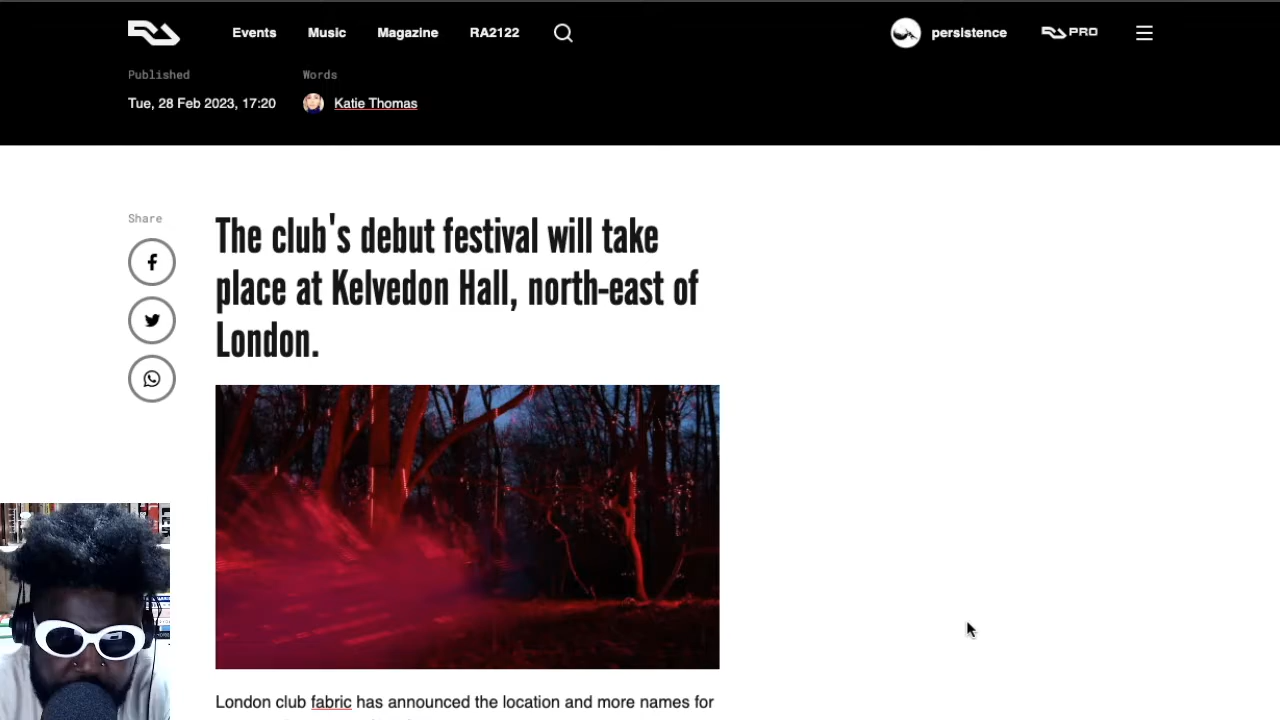 Events Music Magazine RA2122 persistence PRO
Published Words
Tue, 28 Feb 2023, 17:20 Katie Thomas
Share
The club's debut festival will take
place at Kelvedon Hall, north-east of
London.
London club fabric has announced the location and more names for